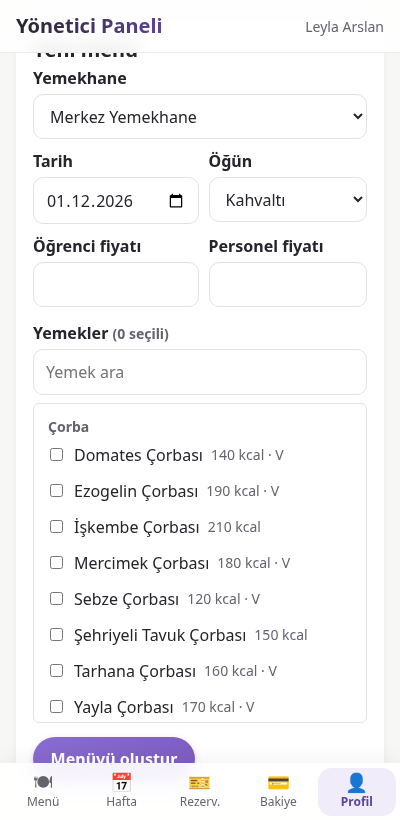 Yönetici Paneli
Leyla Arslan
Yeni menü
Yemekhane
Merkez Yemekhane
Tarih
Öğün
01.12.2026
Kahvaltı
Öğrenci fiyatı
Personel fiyatı
Yemekler (0 seçili)
Yemek ara
Çorba
Domates Çorbası 140 kcal · V
Ezogelin Çorbası 190 kcal · V
İşkembe Çorbası 210 kcal
Mercimek Çorbası 180 kcal · V
Sebze Çorbası 120 kcal · V
Şehriyeli Tavuk Çorbası 150 kcal
Tarhana Çorbası 160 kcal · V
Yayla Çorbası 170 kcal · V
Menüyü oluştur
Menü
Hafta
Rezerv.
Bakiye
Profil